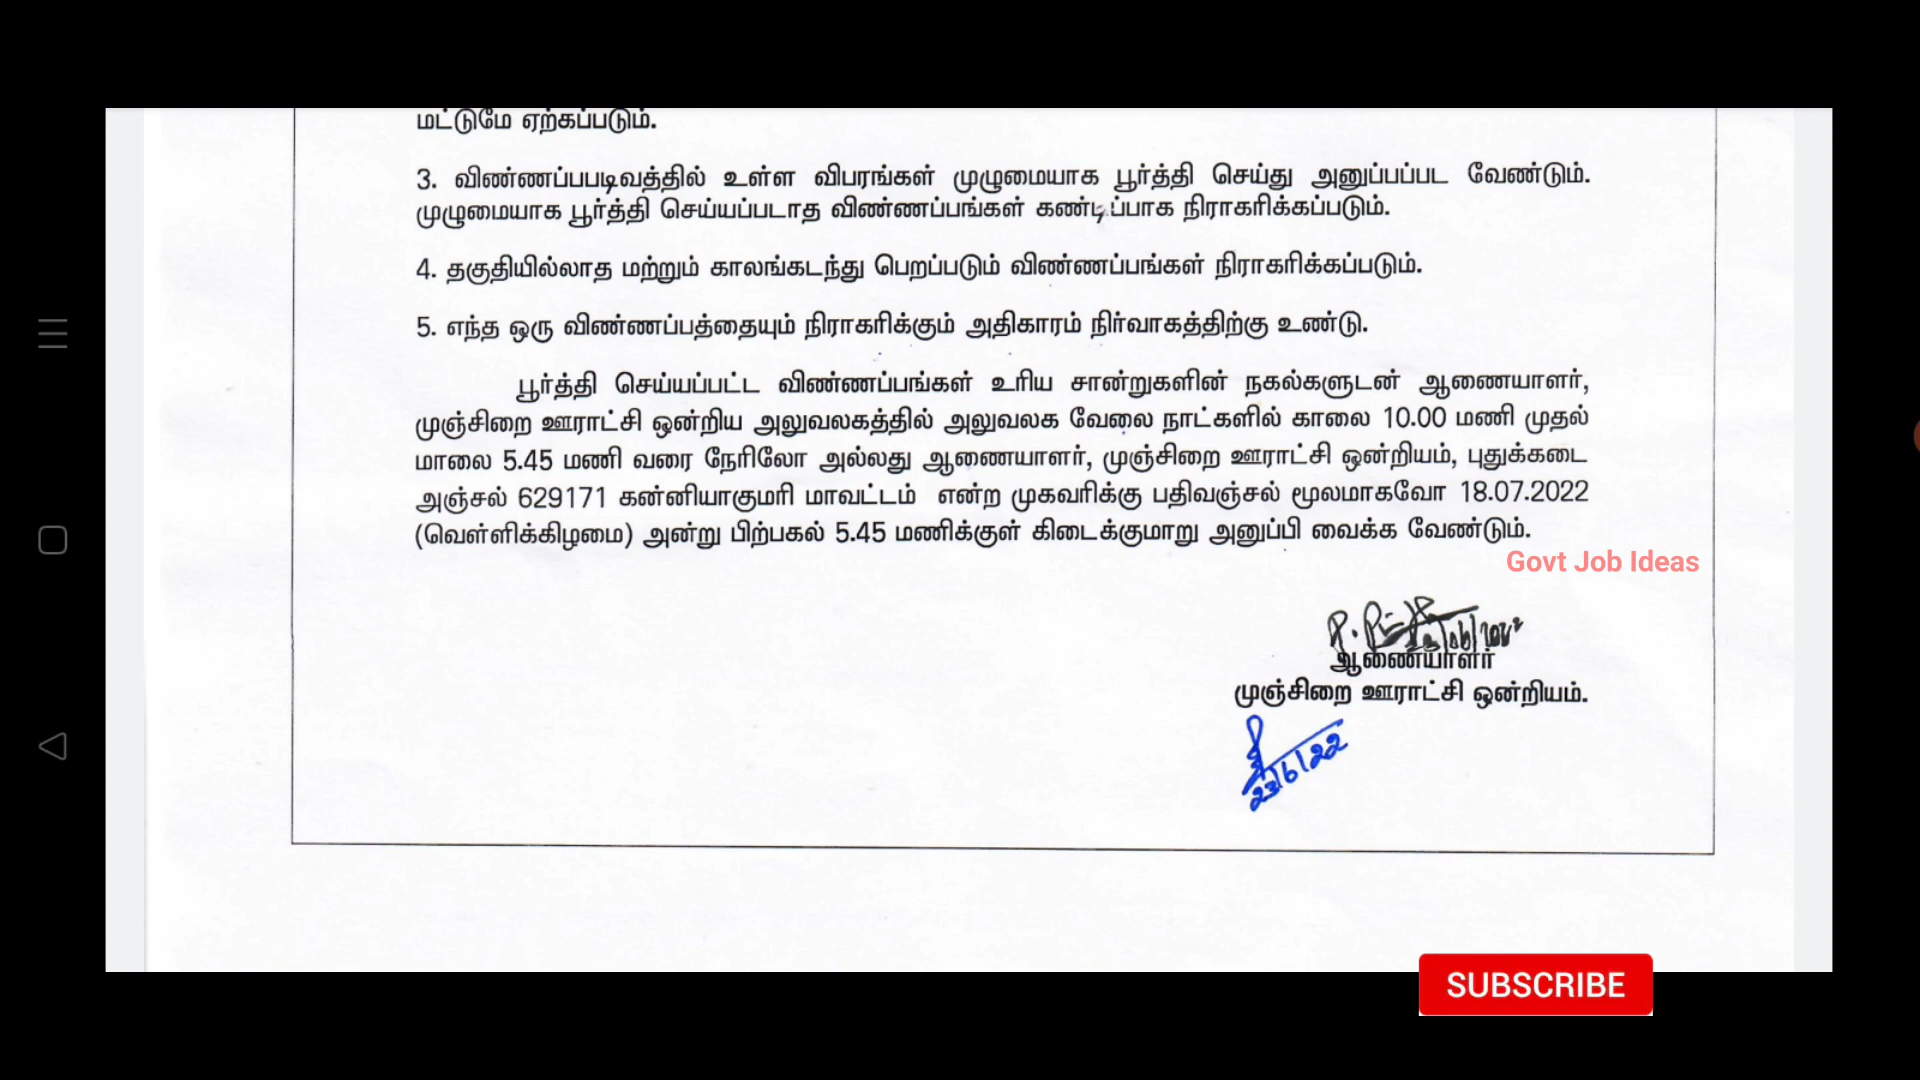 மட்டுமே ஏற்கப்படும்.
3. விண்ணப்பபடிவத்தில் உள்ள விபரங்கள் முழுமையாக பூர்த்தி செய்து அனுப்பப்பட வேண்டும்.
முழுமையாக பூர்த்தி செய்யப்படாத விண்ணப்பங்கள் கண்டிப்பாக நிராகரிக்கப்படும்.
4. தகுதியில்லாத மற்றும் காலங்கடந்து பெறப்படும் விண்ணப்பங்கள் நிராகரிக்கப்படும்.
5. எந்த ஒரு விண்ணப்பத்தையும் நிராகரிக்கும் அதிகாரம் நிர்வாகத்திற்கு உண்டு.
பூர்த்தி செய்யப்பட்ட விண்ணப்பங்கள் உரிய சான்றுகளின் நகல்களுடன் ஆணையாளர்,
முஞ்சிறை ஊராட்சி ஒன்றிய அலுவலகத்தில் அலுவலக வேலை நாட்களில் காலை 10.00 மணி முதல்
மாலை 5.45 மணி வரை நேரிலோ அல்லது ஆணையாளர், முஞ்சிறை ஊராட்சி ஒன்றியம், புதுக்கடை
அஞ்சல் 629171 கன்னியாகுமரி மாவட்டம் என்ற முகவரிக்கு பதிவஞ்சல் மூலமாகவோ 18.07.2022
(வெள்ளிக்கிழமை) அன்று பிற்பகல் 5.45 மணிக்குள் கிடைக்குமாறு அனுப்பி வைக்க வேண்டும்.
Govt Job Ideas
ஆணையாளர்
முஞ்சிறை ஊராட்சி ஒன்றியம்.
23/6/22
SUBSCRIBE